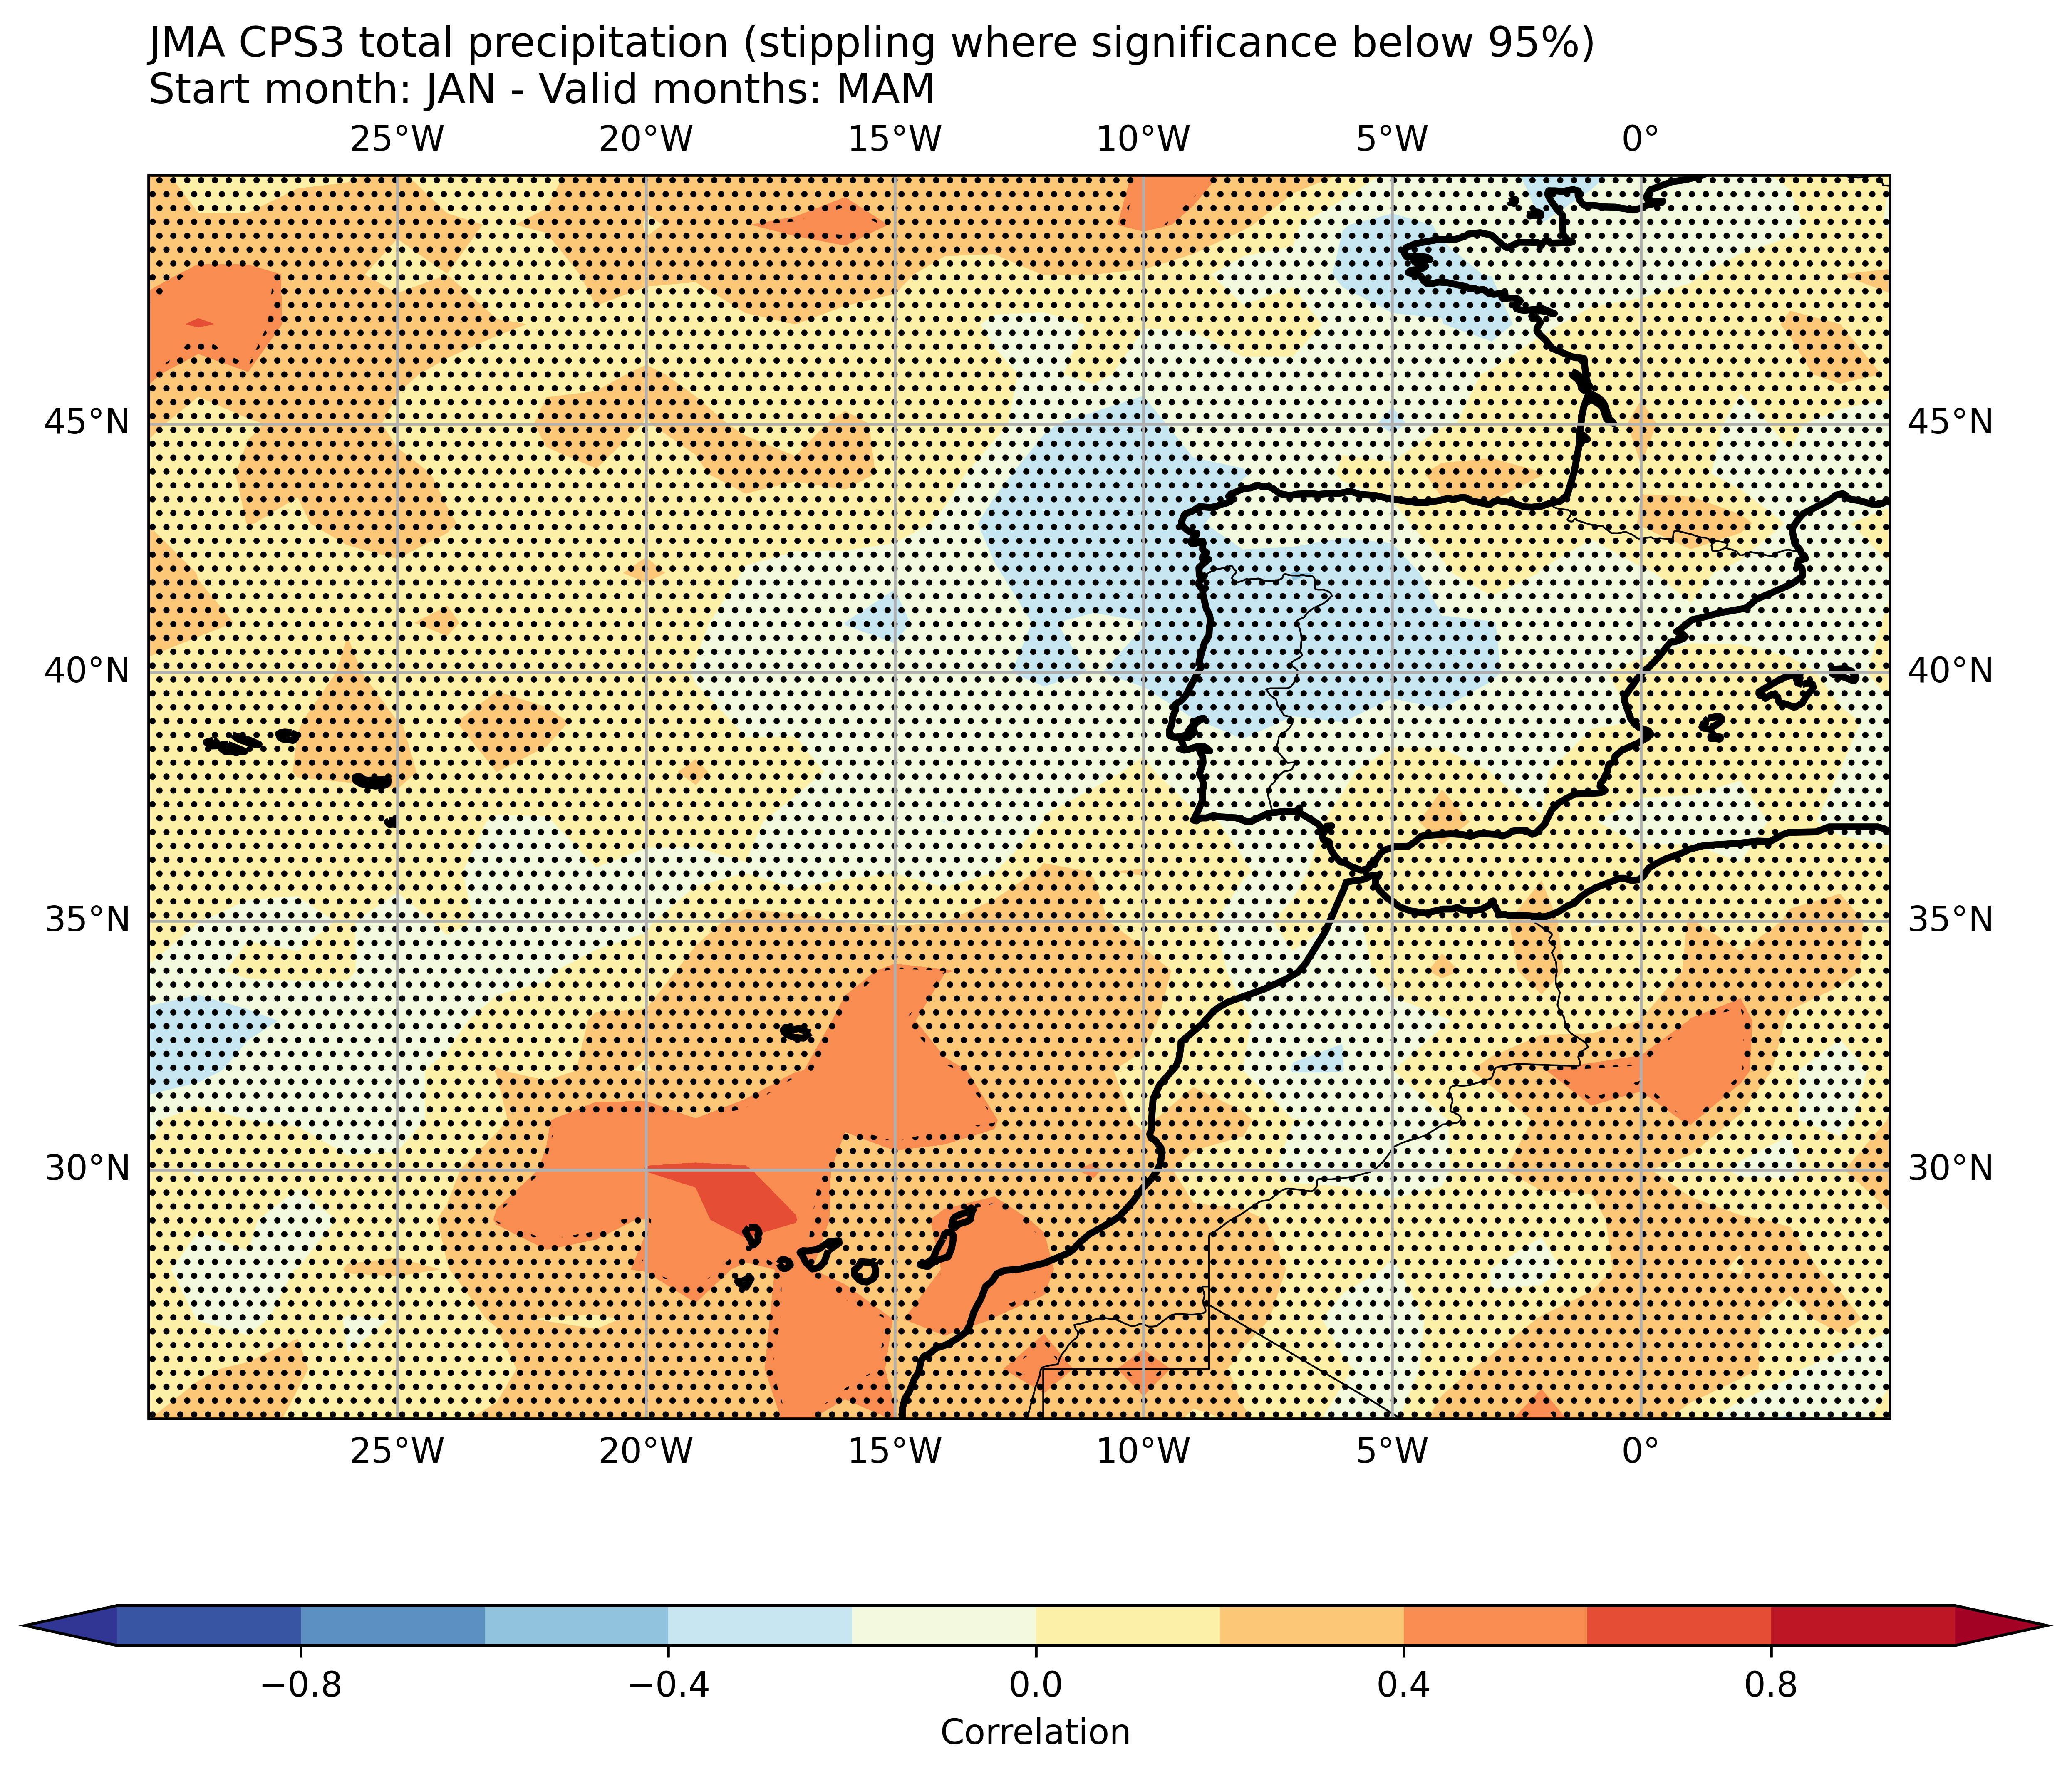 JMA CPS3 total precipitation (stippling where significance below 95%)
Start month: JAN - Valid months: MAM
25°W 20°W 15°W 10°W 5°W 0°
45°N 45°N
40°N 40°N
35°N 35°N
30°N 30°N
25°W 20°W 15°W 10°W 5°W 0°
−0.8 −0.4 0.0 0.4 0.8
Correlation